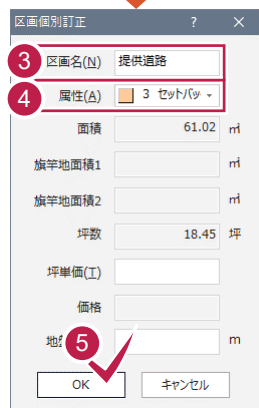 区画個別訂正 ? ×
3 区画名(N) 提供道路
4 属性(A) 3 セットバッ
面積 61.02 ㎡
旗竿地面積1 ㎡
旗竿地面積2 ㎡
坪数 18.45 坪
坪単価(T)
価格
地 5 m
OK キャンセル